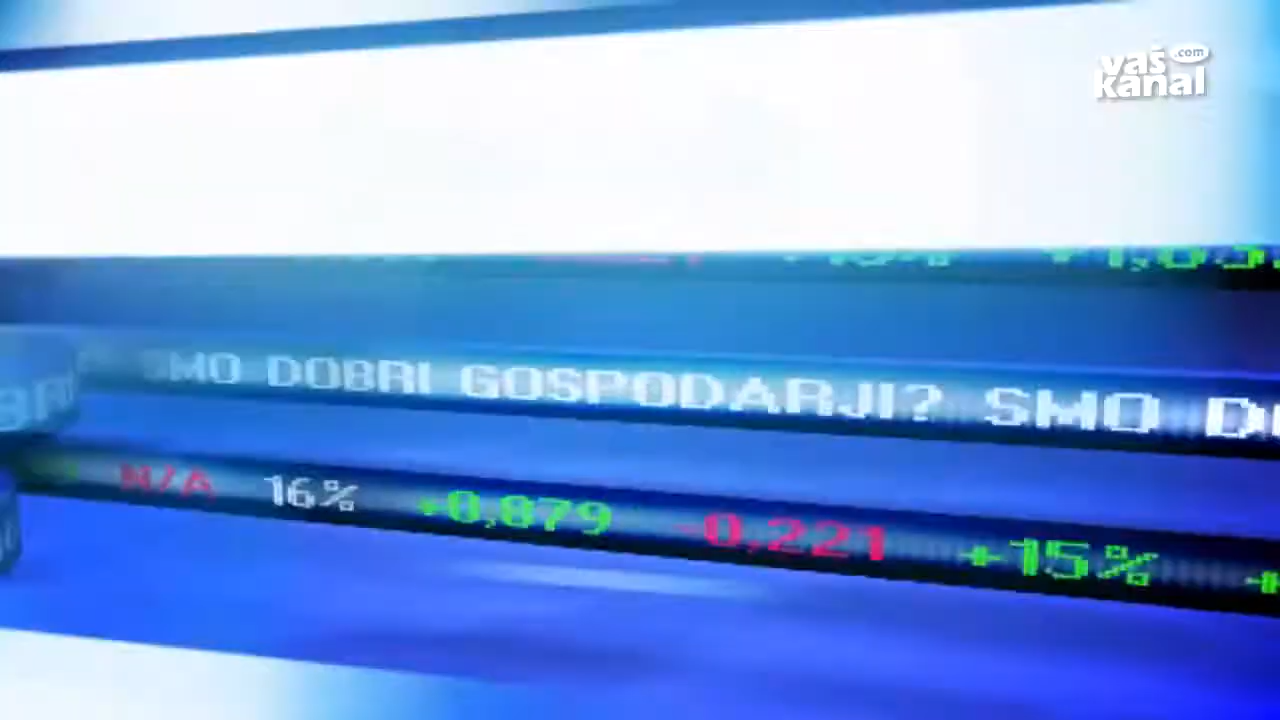 vaš .com
kanal
SMO DOBRI GOSPODARJI? SMO
N/A 16% +0,879 -0,221 +15%